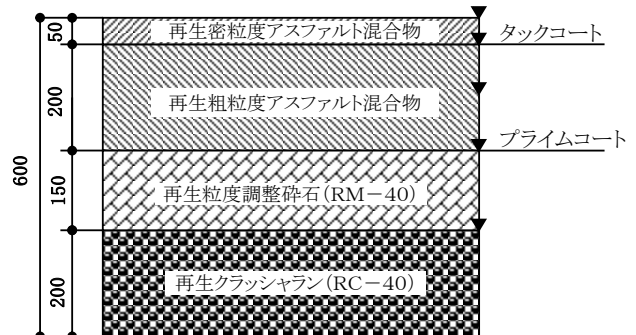 50
再生密粒度アスファルト混合物
タックコート
200
再生粗粒度アスファルト混合物
プライムコート
600
150
再生粒度調整砕石(RM-40)
200
再生クラッシャラン(RC-40)